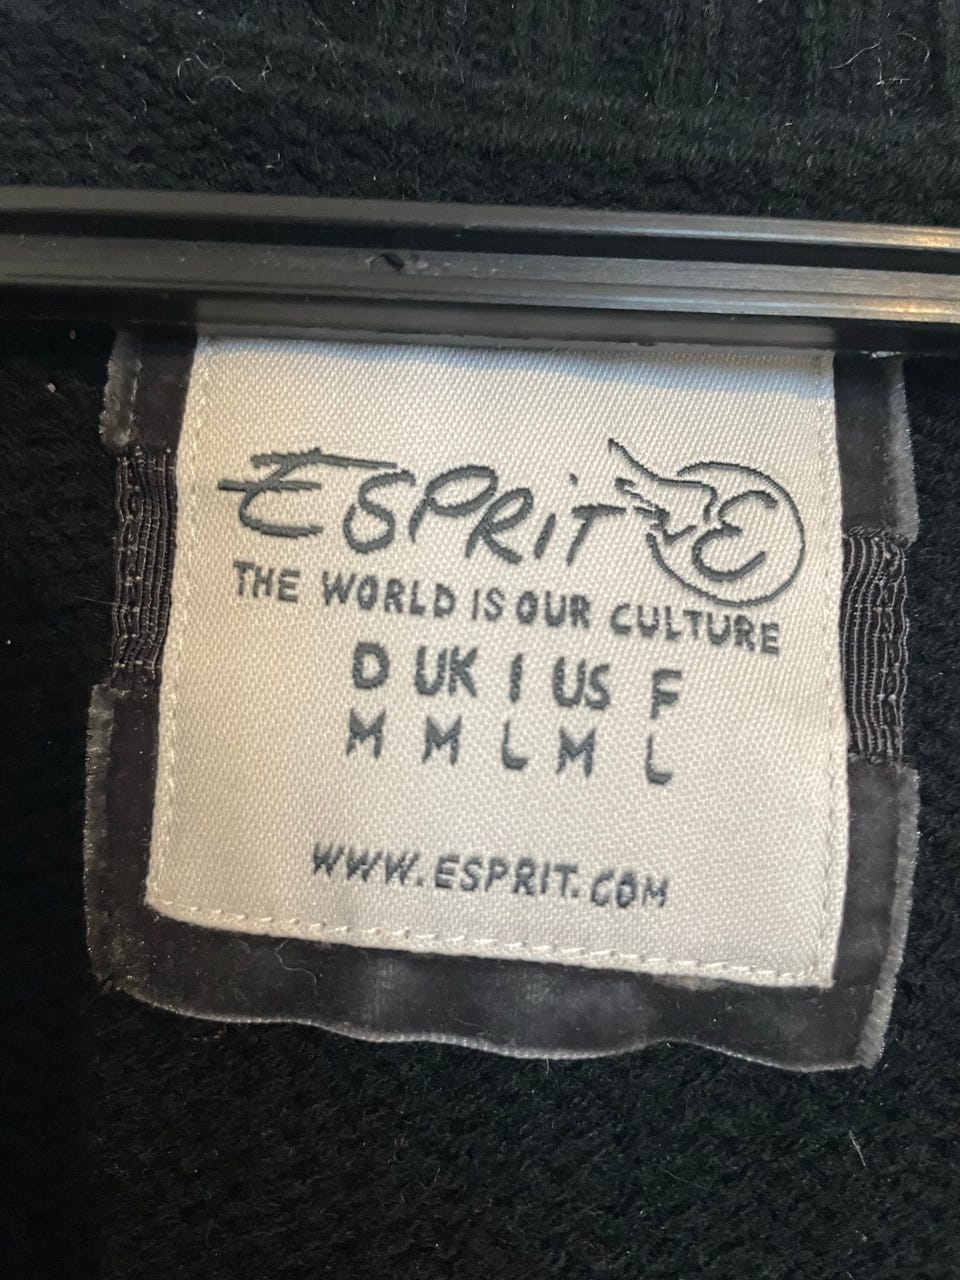 ESPRIT E
THE WORLD IS OUR CULTURE
D UK I US F
M M L M L
WWW.ESPRIT.COM